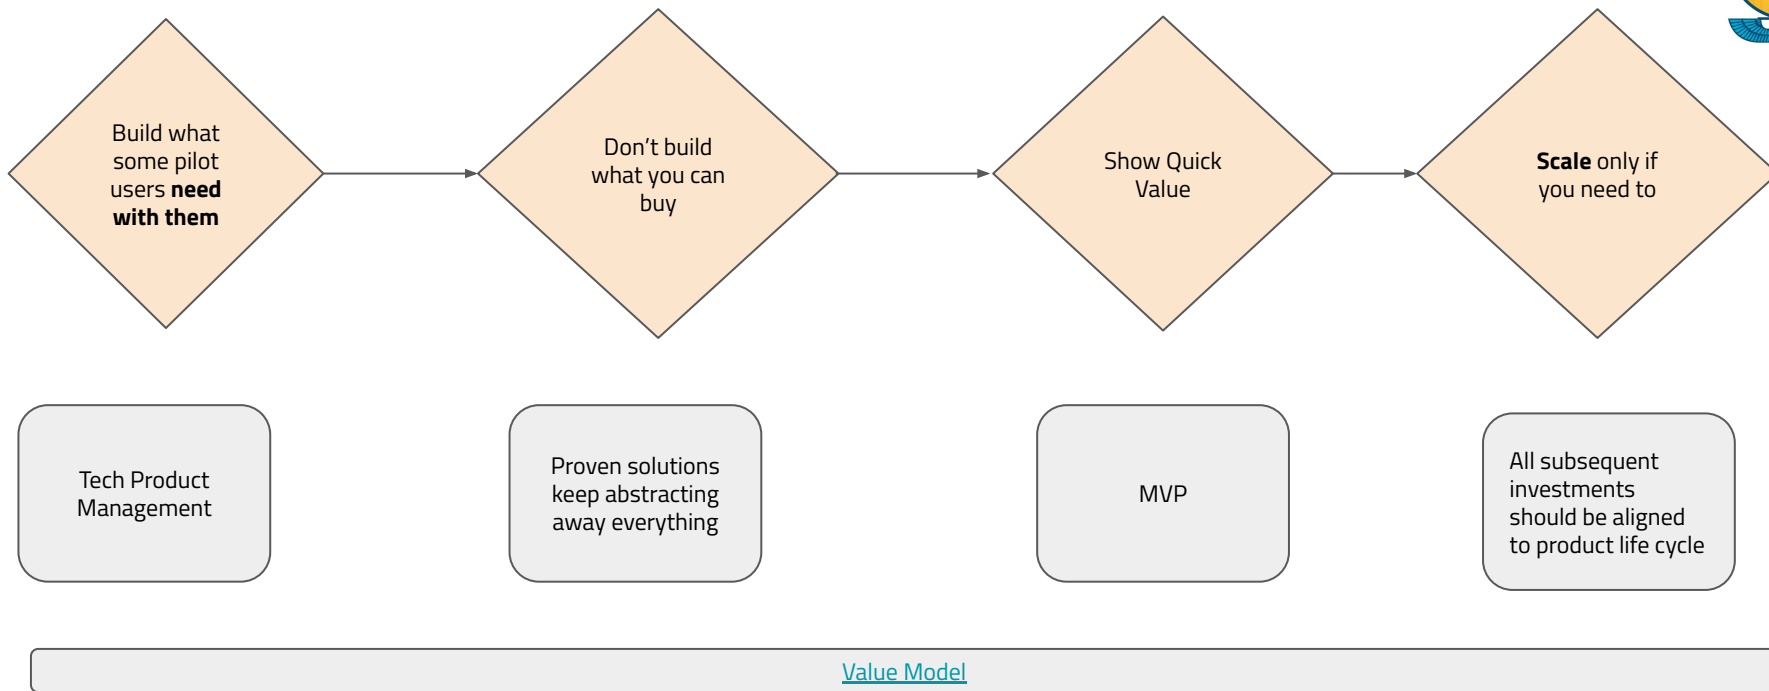 Build what
some pilot
users need
with them
Don’t build
what you can
buy
Show Quick
Value
Scale only if
you need to
Tech Product
Management
Proven solutions
keep abstracting
away everything
MVP
All subsequent
investments
should be aligned
to product life cycle
Value Model